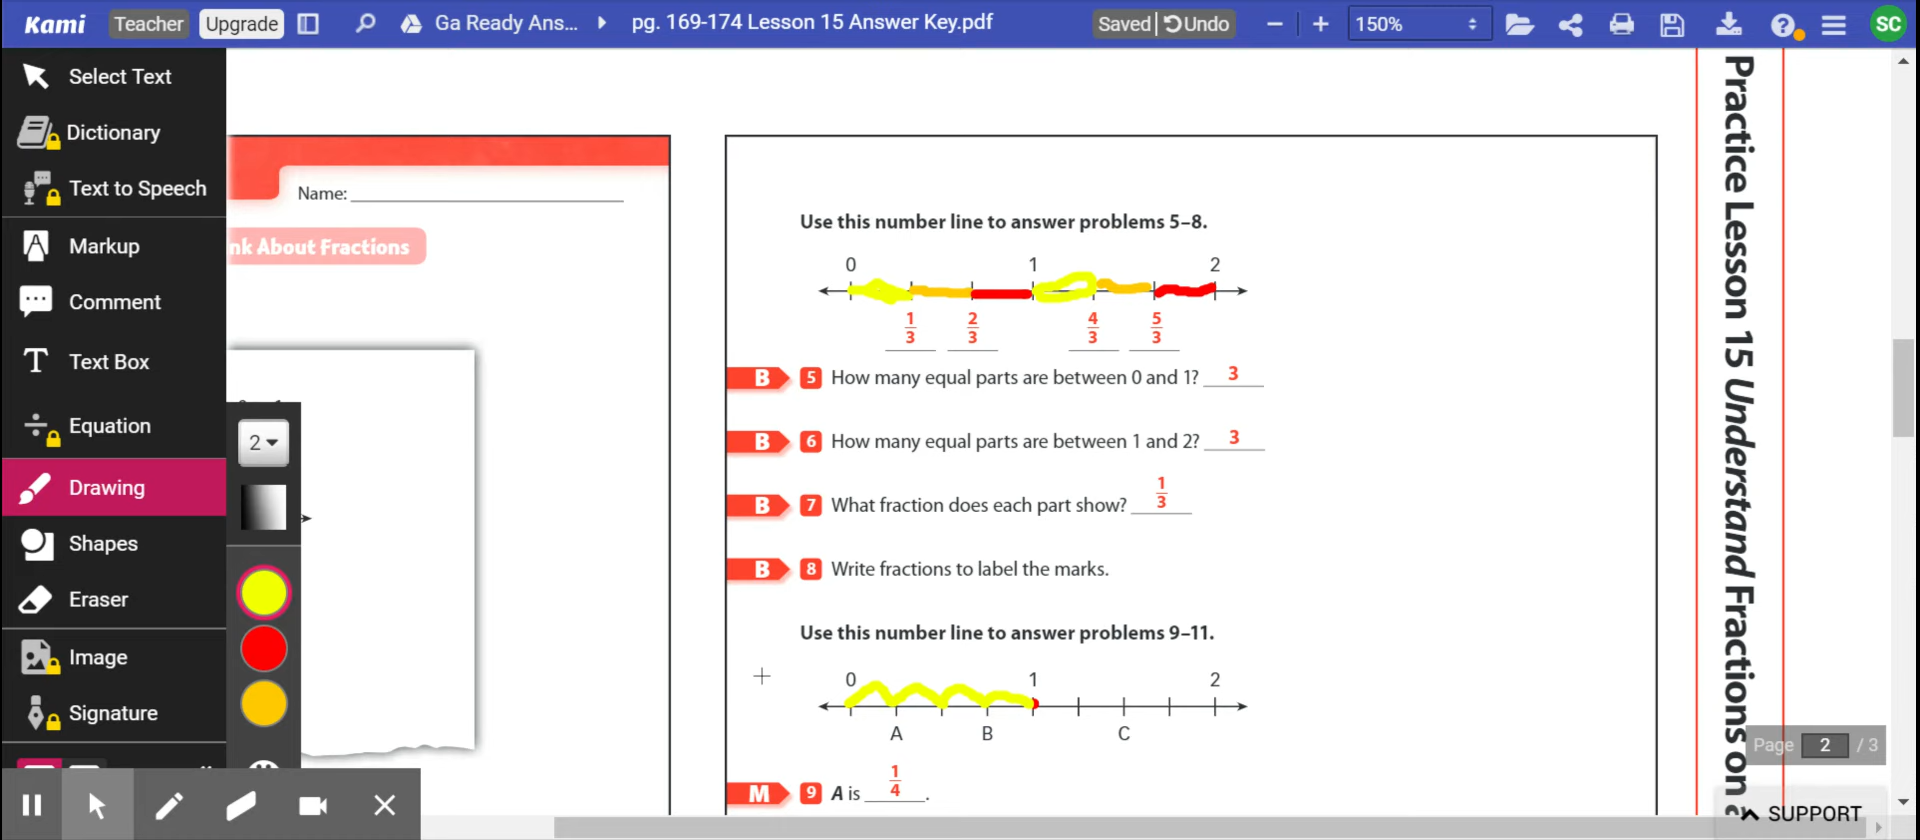 Kami Teacher Upgrade Ga Ready Ans... pg. 169-174 Lesson 15 Answer Key.pdf Saved Undo 150% SC
Select Text
Dictionary
Text to Speech
Markup
Comment
Text Box
Equation
Drawing
Shapes
Eraser
Image
Signature
2
Name:
nk About Fractions
Use this number line to answer problems 5–8.
0 1 2
1/3 2/3 4/3 5/3
B 5 How many equal parts are between 0 and 1? 3
B 6 How many equal parts are between 1 and 2? 3
B 7 What fraction does each part show? 1/3
B 8 Write fractions to label the marks.
Use this number line to answer problems 9–11.
0 1 2
A B C
M 9 A is 1/4.
Practice Lesson 15 Understand Fractions on
Page 2 / 3
SUPPORT